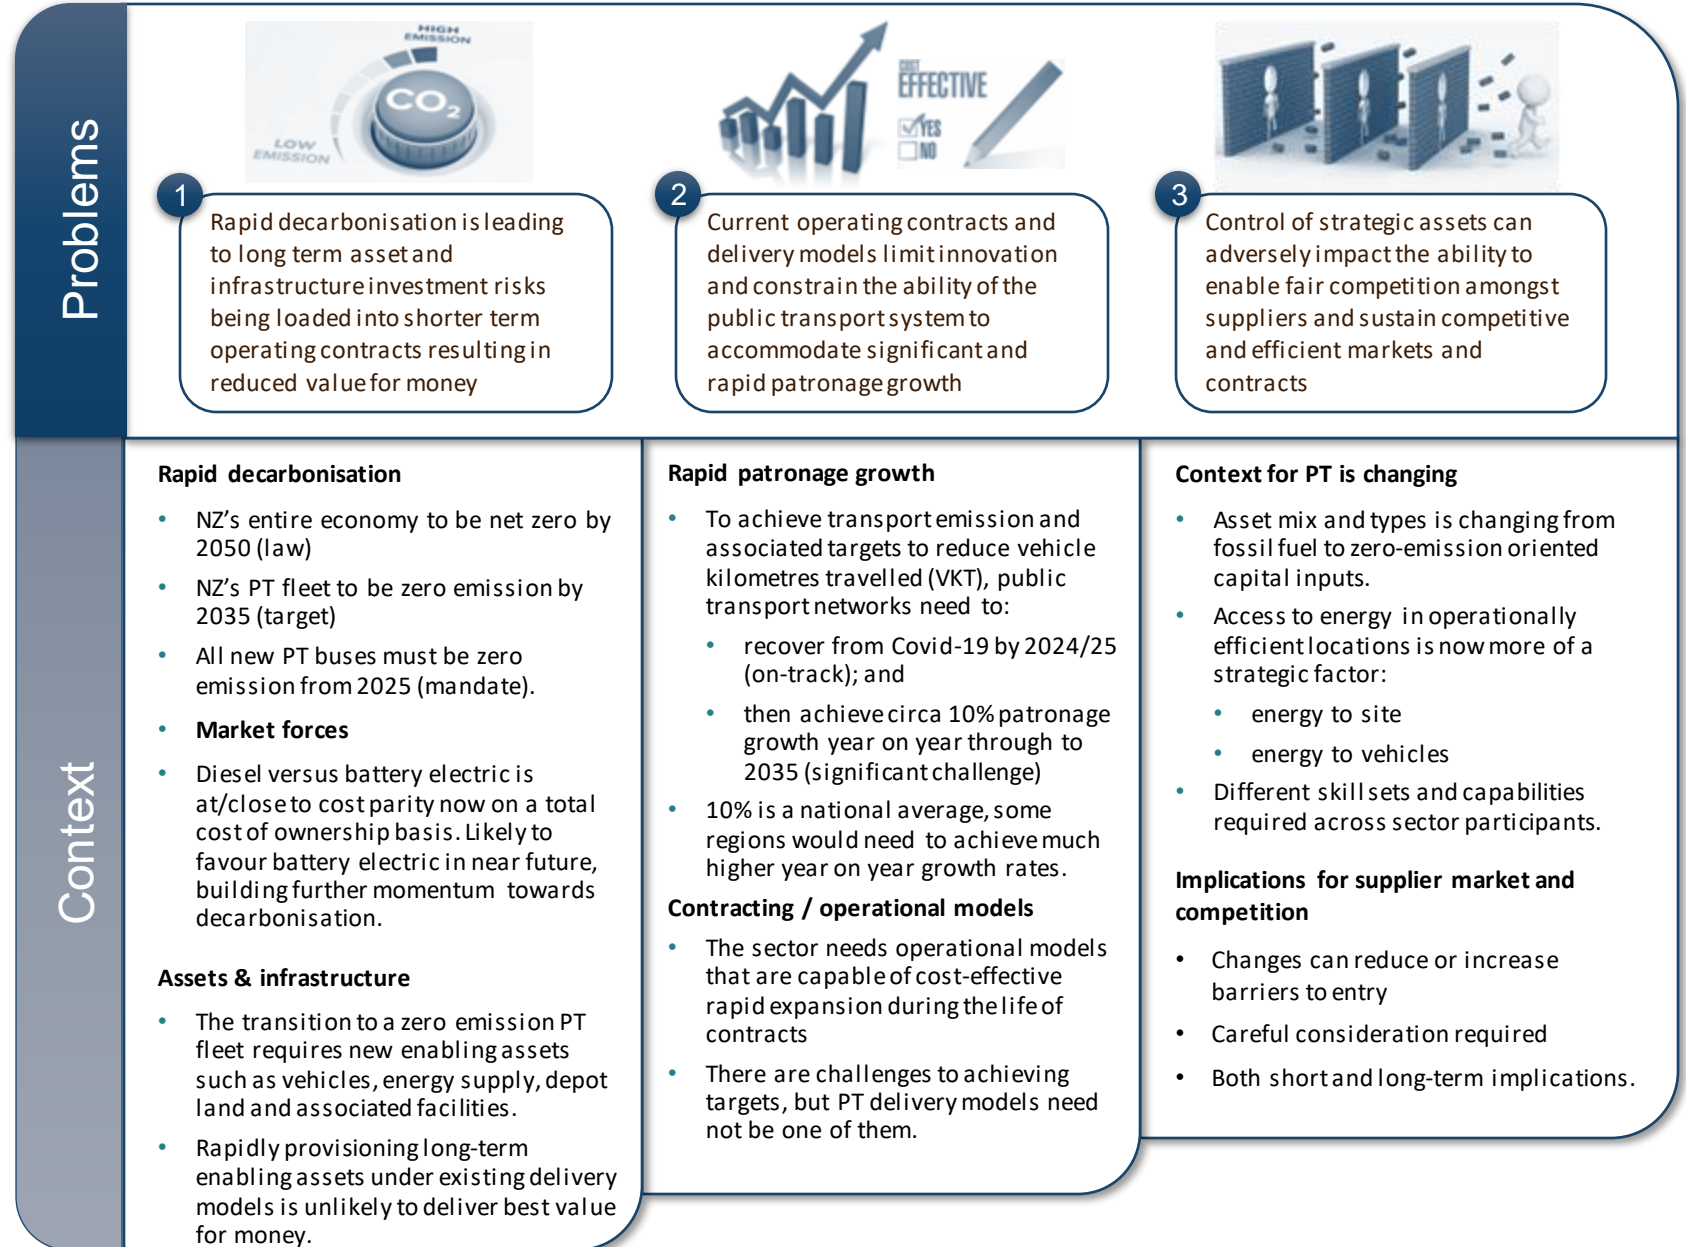 Problems
HIGH
EMISSION
CO2
LOW
EMISSION
COST
EFFECTIVE
YES
NO
1
Rapid decarbonisation is leading
to long term asset and
infrastructure investment risks
being loaded into shorter term
operating contracts resulting in
reduced value for money
2
Current operating contracts and
delivery models limit innovation
and constrain the ability of the
public transport system to
accommodate significant and
rapid patronage growth
3
Control of strategic assets can
adversely impact the ability to
enable fair competition amongst
suppliers and sustain competitive
and efficient markets and
contracts
Context
Rapid decarbonisation
• NZ's entire economy to be net zero by
2050 (law)
• NZ's PT fleet to be zero emission by
2035 (target)
• All new PT buses must be zero
emission from 2025 (mandate).
• Market forces
• Diesel versus battery electric is
at/close to cost parity now on a total
cost of ownership basis. Likely to
favour battery electric in near future,
building further momentum towards
decarbonisation.
Assets & infrastructure
• The transition to a zero emission PT
fleet requires new enabling assets
such as vehicles, energy supply, depot
land and associated facilities.
• Rapidly provisioning long-term
enabling assets under existing delivery
models is unlikely to deliver best value
for money.
Rapid patronage growth
• To achieve transport emission and
associated targets to reduce vehicle
kilometres travelled (VKT), public
transport networks need to:
• recover from Covid-19 by 2024/25
(on-track); and
• then achieve circa 10% patronage
growth year on year through to
2035 (significant challenge)
• 10% is a national average, some
regions would need to achieve much
higher year on year growth rates.
Contracting / operational models
• The sector needs operational models
that are capable of cost-effective
rapid expansion during the life of
contracts
• There are challenges to achieving
targets, but PT delivery models need
not be one of them.
Context for PT is changing
• Asset mix and types is changing from
fossil fuel to zero-emission oriented
capital inputs.
• Access to energy in operationally
efficient locations is now more of a
strategic factor:
• energy to site
• energy to vehicles
• Different skill sets and capabilities
required across sector participants.
Implications for supplier market and
competition
• Changes can reduce or increase
barriers to entry
• Careful consideration required
• Both short and long-term implications.